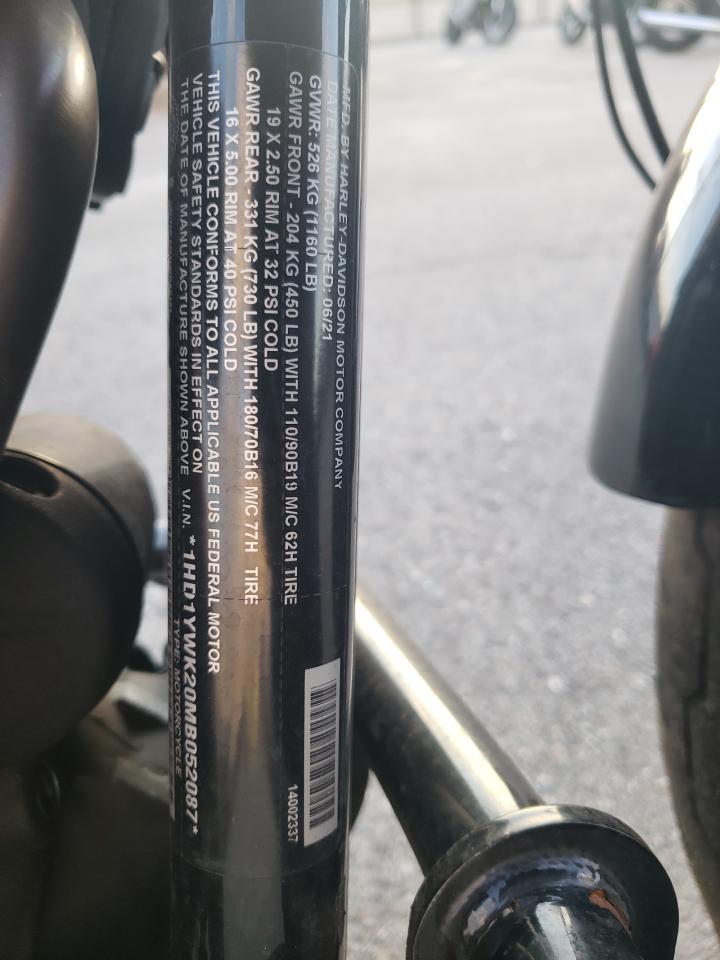 MFD. BY HARLEY-DAVIDSON MOTOR COMPANY
DATE MANUFACTURED: 06/21
GVWR: 526 KG (1160 LB)
GAWR FRONT - 204 KG (450 LB) WITH 110/90B19 M/C 62H TIRE
19 X 2.50 RIM AT 32 PSI COLD
GAWR REAR - 331 KG (730 LB) WITH 180/70B16 M/C 77H TIRE
16 X 5.00 RIM AT 40 PSI COLD
THIS VEHICLE CONFORMS TO ALL APPLICABLE US FEDERAL MOTOR
VEHICLE SAFETY STANDARDS IN EFFECT ON
THE DATE OF MANUFACTURE SHOWN ABOVE V.I.N. *1HD1YWK20MB052087*
TYPE: MOTORCYCLE
14002337